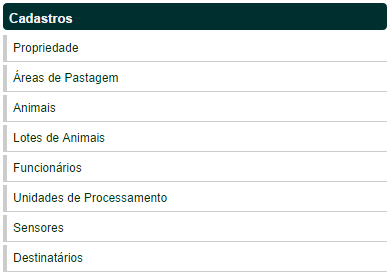 Cadastros
Propriedade
Áreas de Pastagem
Animais
Lotes de Animais
Funcionários
Unidades de Processamento
Sensores
Destinatários